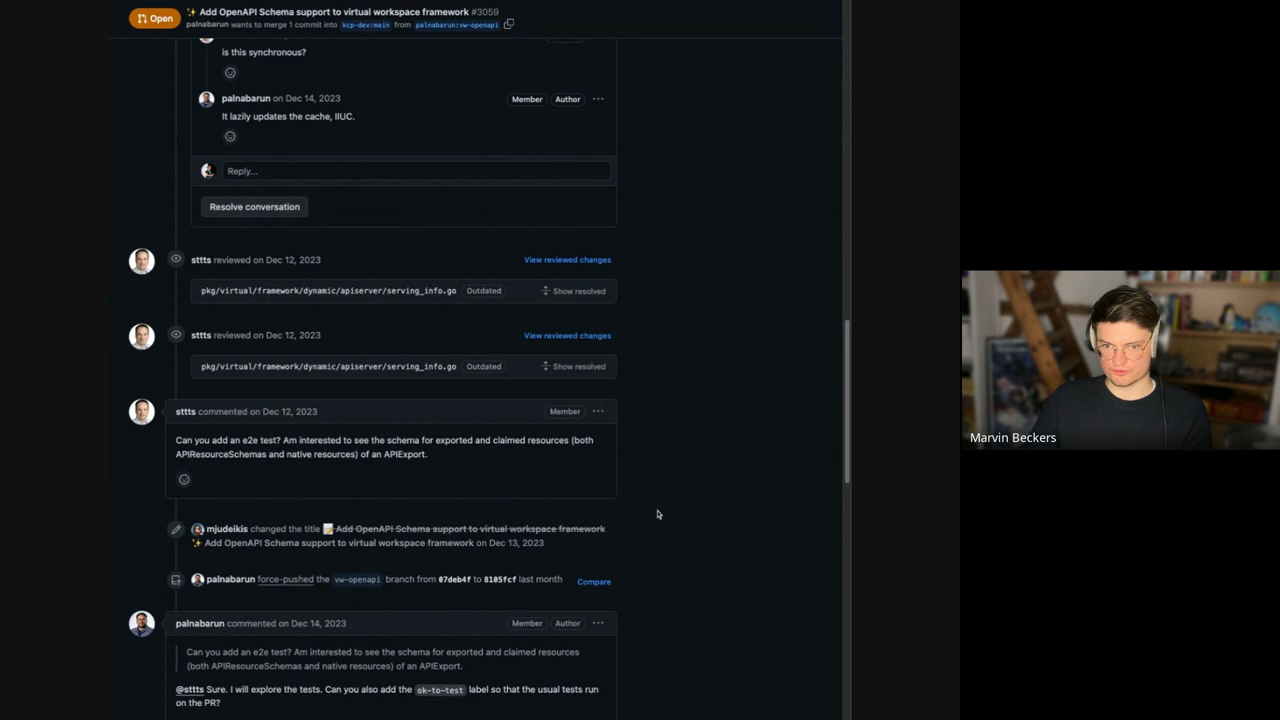 Open
✨ Add OpenAPI Schema support to virtual workspace framework #3059
palnabarun wants to merge 1 commit into kcp-dev:main from palnabarun:vw-openapi
is this synchronous?
palnabarun on Dec 14, 2023 Member Author ...
It lazily updates the cache, IIUC.
Reply...
Resolve conversation
sttts reviewed on Dec 12, 2023 View reviewed changes
pkg/virtual/framework/dynamic/apiserver/serving_info.go Outdated Show resolved
sttts reviewed on Dec 12, 2023 View reviewed changes
pkg/virtual/framework/dynamic/apiserver/serving_info.go Outdated Show resolved
sttts commented on Dec 12, 2023 Member ...
Can you add an e2e test? Am interested to see the schema for exported and claimed resources (both
APIResourceSchemas and native resources) of an APIExport.
mjudeikis changed the title 📝 Add OpenAPI Schema support to virtual workspace framework
✨ Add OpenAPI Schema support to virtual workspace framework on Dec 13, 2023
palnabarun force-pushed the vw-openapi branch from 07deb4f to 8105fcf last month Compare
palnabarun commented on Dec 14, 2023 Member Author ...
Can you add an e2e test? Am interested to see the schema for exported and claimed resources
(both APIResourceSchemas and native resources) of an APIExport.
@sttts Sure. I will explore the tests. Can you also add the ok-to-test label so that the usual tests run
on the PR?
Marvin Beckers